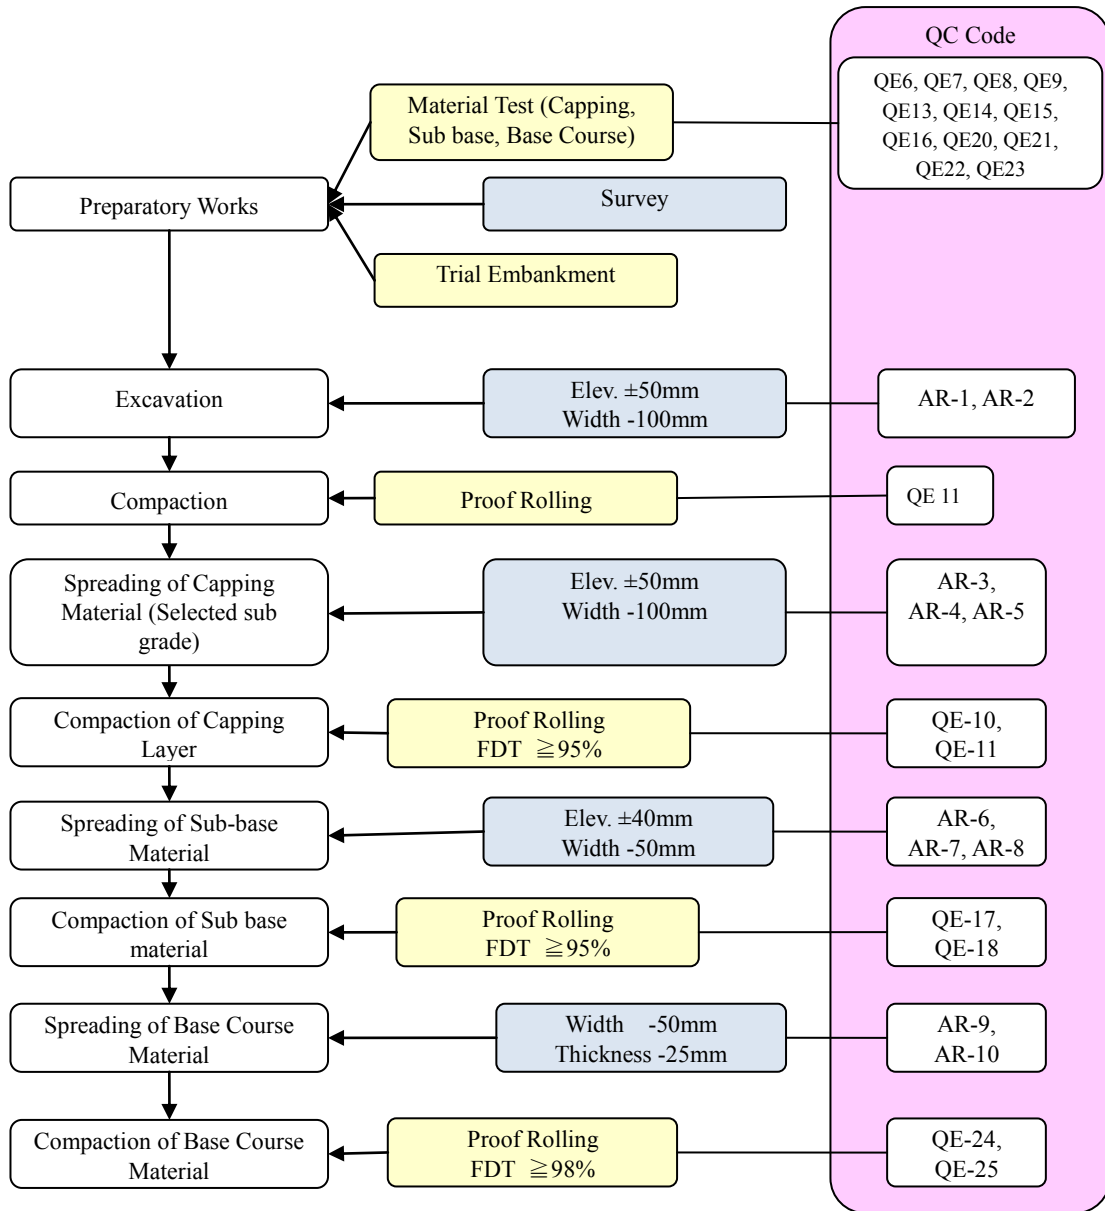 QC Code
Material Test (Capping,
Sub base, Base Course)
QE6, QE7, QE8, QE9,
QE13, QE14, QE15,
QE16, QE20, QE21,
QE22, QE23
Preparatory Works
Survey
Trial Embankment
Excavation
Elev. ±50mm
Width -100mm
AR-1, AR-2
Compaction
Proof Rolling
QE 11
Spreading of Capping
Material (Selected sub
grade)
Elev. ±50mm
Width -100mm
AR-3,
AR-4, AR-5
Compaction of Capping
Layer
Proof Rolling
FDT ≧95%
QE-10,
QE-11
Spreading of Sub-base
Material
Elev. ±40mm
Width -50mm
AR-6,
AR-7, AR-8
Compaction of Sub base
material
Proof Rolling
FDT ≧95%
QE-17,
QE-18
Spreading of Base Course
Material
Width -50mm
Thickness -25mm
AR-9,
AR-10
Compaction of Base Course
Material
Proof Rolling
FDT ≧98%
QE-24,
QE-25